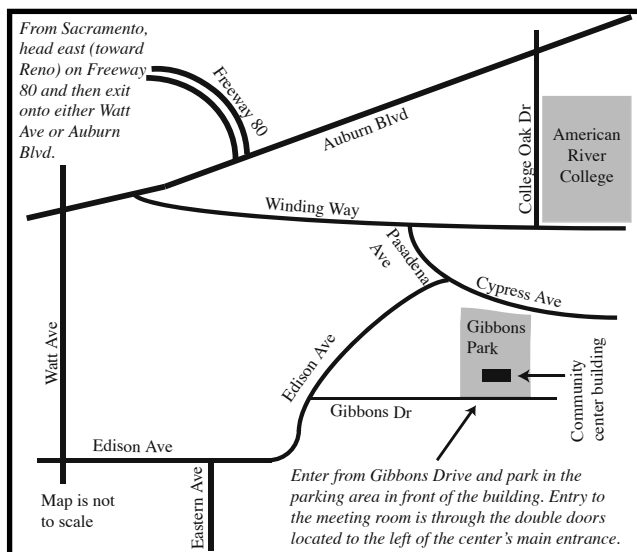 From Sacramento,
head east (toward
Reno) on Freeway
80 and then exit
onto either Watt
Ave or Auburn
Blvd.
Freeway 80
Auburn Blvd
College Oak Dr
American
River
College
Winding Way
Pasadena
Ave
Cypress Ave
Watt Ave
Edison Ave
Gibbons
Park
Community
center building
Gibbons Dr
Edison Ave
Eastern Ave
Map is not
to scale
Enter from Gibbons Drive and park in the
parking area in front of the building. Entry to
the meeting room is through the double doors
located to the left of the center's main entrance.